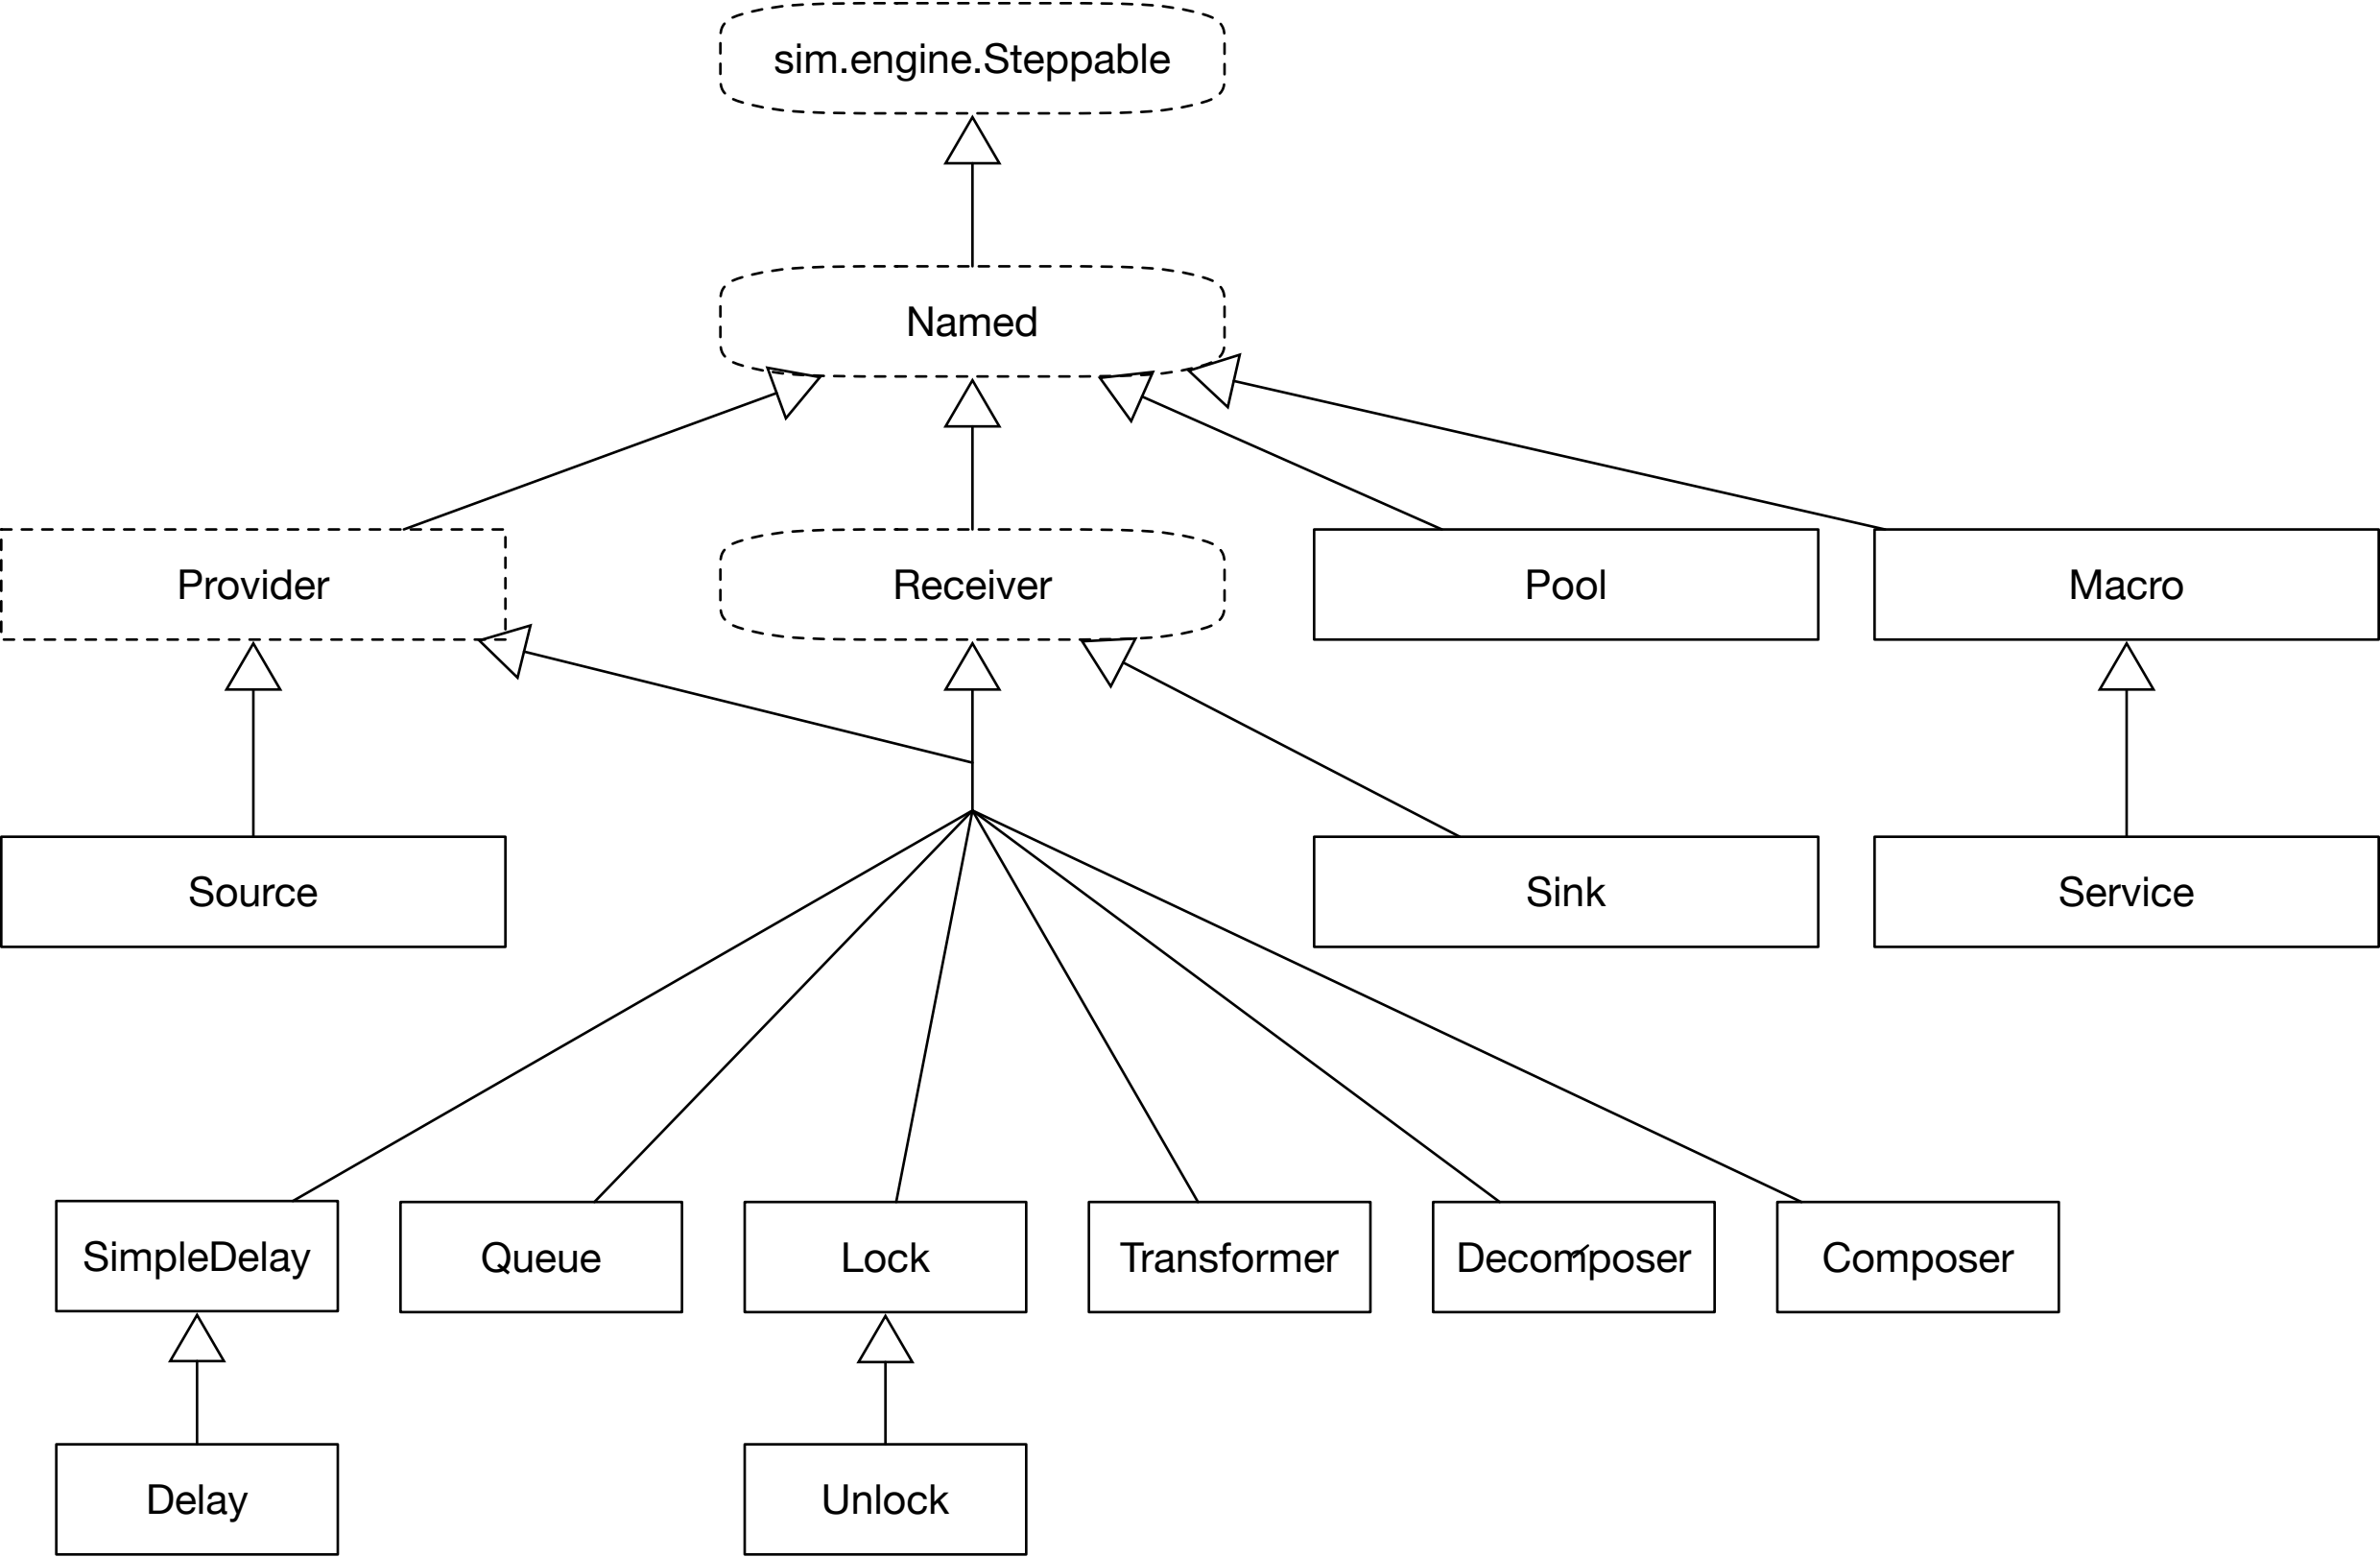 sim.engine.Steppable
Named
Provider
Receiver
Pool
Macro
Source
Sink
Service
SimpleDelay
Queue
Lock
Transformer
Decomposer
Composer
Delay
Unlock